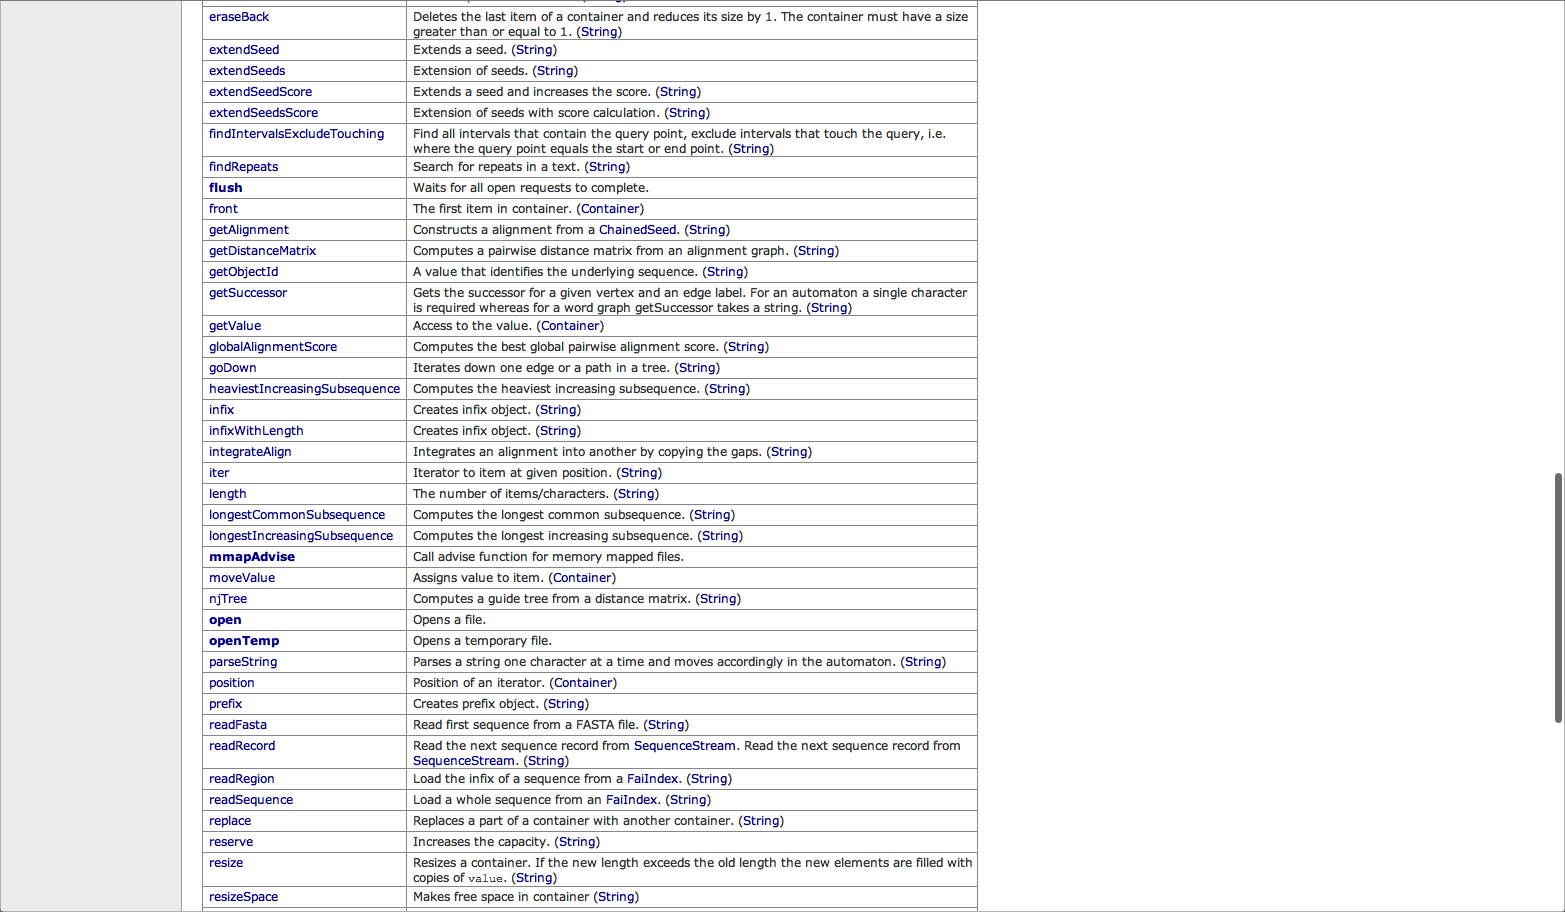 eraseBack Deletes the last item of a container and reduces its size by 1. The container must have a size
greater than or equal to 1. (String)
extendSeed Extends a seed. (String)
extendSeeds Extension of seeds. (String)
extendSeedScore Extends a seed and increases the score. (String)
extendSeedsScore Extension of seeds with score calculation. (String)
findIntervalsExcludeTouching Find all intervals that contain the query point, exclude intervals that touch the query, i.e.
where the query point equals the start or end point. (String)
findRepeats Search for repeats in a text. (String)
flush Waits for all open requests to complete.
front The first item in container. (Container)
getAlignment Constructs a alignment from a ChainedSeed. (String)
getDistanceMatrix Computes a pairwise distance matrix from an alignment graph. (String)
getObjectId A value that identifies the underlying sequence. (String)
getSuccessor Gets the successor for a given vertex and an edge label. For an automaton a single character
is required whereas for a word graph getSuccessor takes a string. (String)
getValue Access to the value. (Container)
globalAlignmentScore Computes the best global pairwise alignment score. (String)
goDown Iterates down one edge or a path in a tree. (String)
heaviestIncreasingSubsequence Computes the heaviest increasing subsequence. (String)
infix Creates infix object. (String)
infixWithLength Creates infix object. (String)
integrateAlign Integrates an alignment into another by copying the gaps. (String)
iter Iterator to item at given position. (String)
length The number of items/characters. (String)
longestCommonSubsequence Computes the longest common subsequence. (String)
longestIncreasingSubsequence Computes the longest increasing subsequence. (String)
mmapAdvise Call advise function for memory mapped files.
moveValue Assigns value to item. (Container)
njTree Computes a guide tree from a distance matrix. (String)
open Opens a file.
openTemp Opens a temporary file.
parseString Parses a string one character at a time and moves accordingly in the automaton. (String)
position Position of an iterator. (Container)
prefix Creates prefix object. (String)
readFasta Read first sequence from a FASTA file. (String)
readRecord Read the next sequence record from SequenceStream. Read the next sequence record from
SequenceStream. (String)
readRegion Load the infix of a sequence from a FaiIndex. (String)
readSequence Load a whole sequence from an FaiIndex. (String)
replace Replaces a part of a container with another container. (String)
reserve Increases the capacity. (String)
resize Resizes a container. If the new length exceeds the old length the new elements are filled with
copies of value. (String)
resizeSpace Makes free space in container (String)